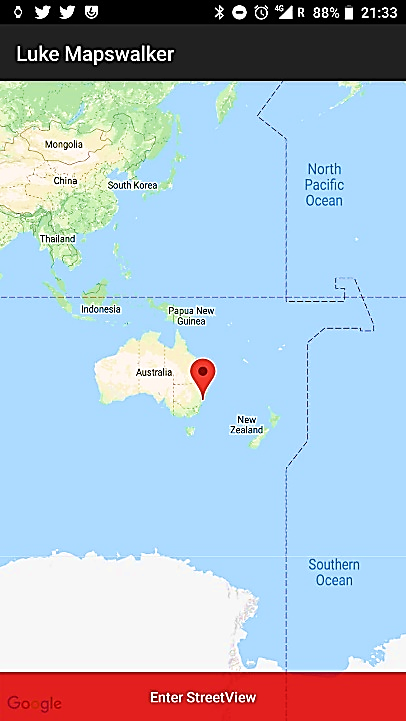 4G R 88% 21:33
Luke Mapswalker
Mongolia
China
South Korea
North
Pacific
Ocean
Thailand
Indonesia
Papua New
Guinea
Australia
New
Zealand
Southern
Ocean
Google
Enter StreetView